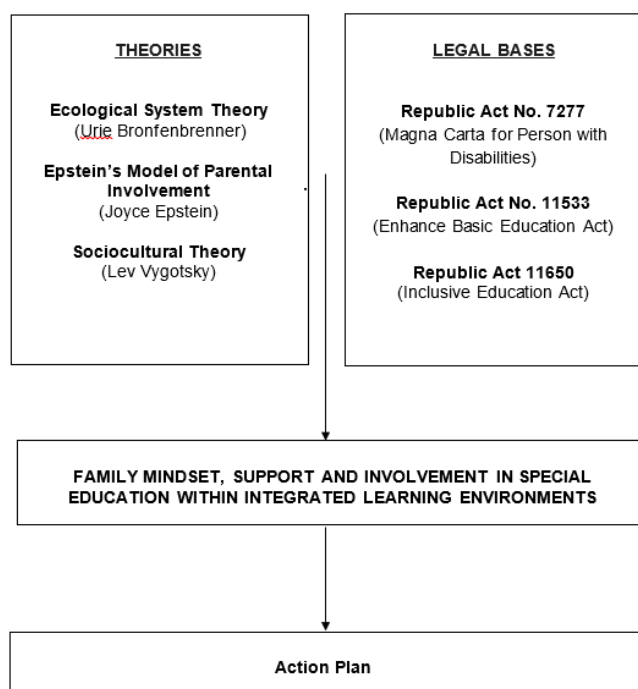 THEORIES
Ecological System Theory
(Urie Bronfenbrenner)
Epstein's Model of Parental
Involvement
(Joyce Epstein)
Sociocultural Theory
(Lev Vygotsky)
LEGAL BASES
Republic Act No. 7277
(Magna Carta for Person with
Disabilities)
Republic Act No. 11533
(Enhance Basic Education Act)
Republic Act 11650
(Inclusive Education Act)
FAMILY MINDSET, SUPPORT AND INVOLVEMENT IN SPECIAL
EDUCATION WITHIN INTEGRATED LEARNING ENVIRONMENTS
Action Plan